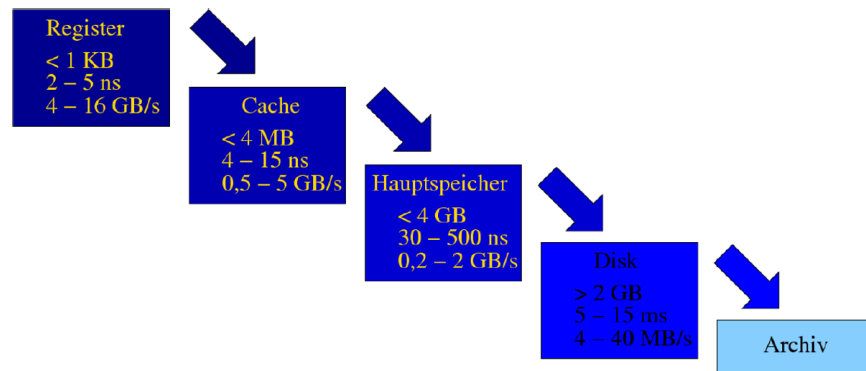 Register
< 1 KB
2 – 5 ns
4 – 16 GB/s
Cache
< 4 MB
4 – 15 ns
0,5 – 5 GB/s
Hauptspeicher
< 4 GB
30 – 500 ns
0,2 – 2 GB/s
Disk
> 2 GB
5 – 15 ms
4 – 40 MB/s
Archiv